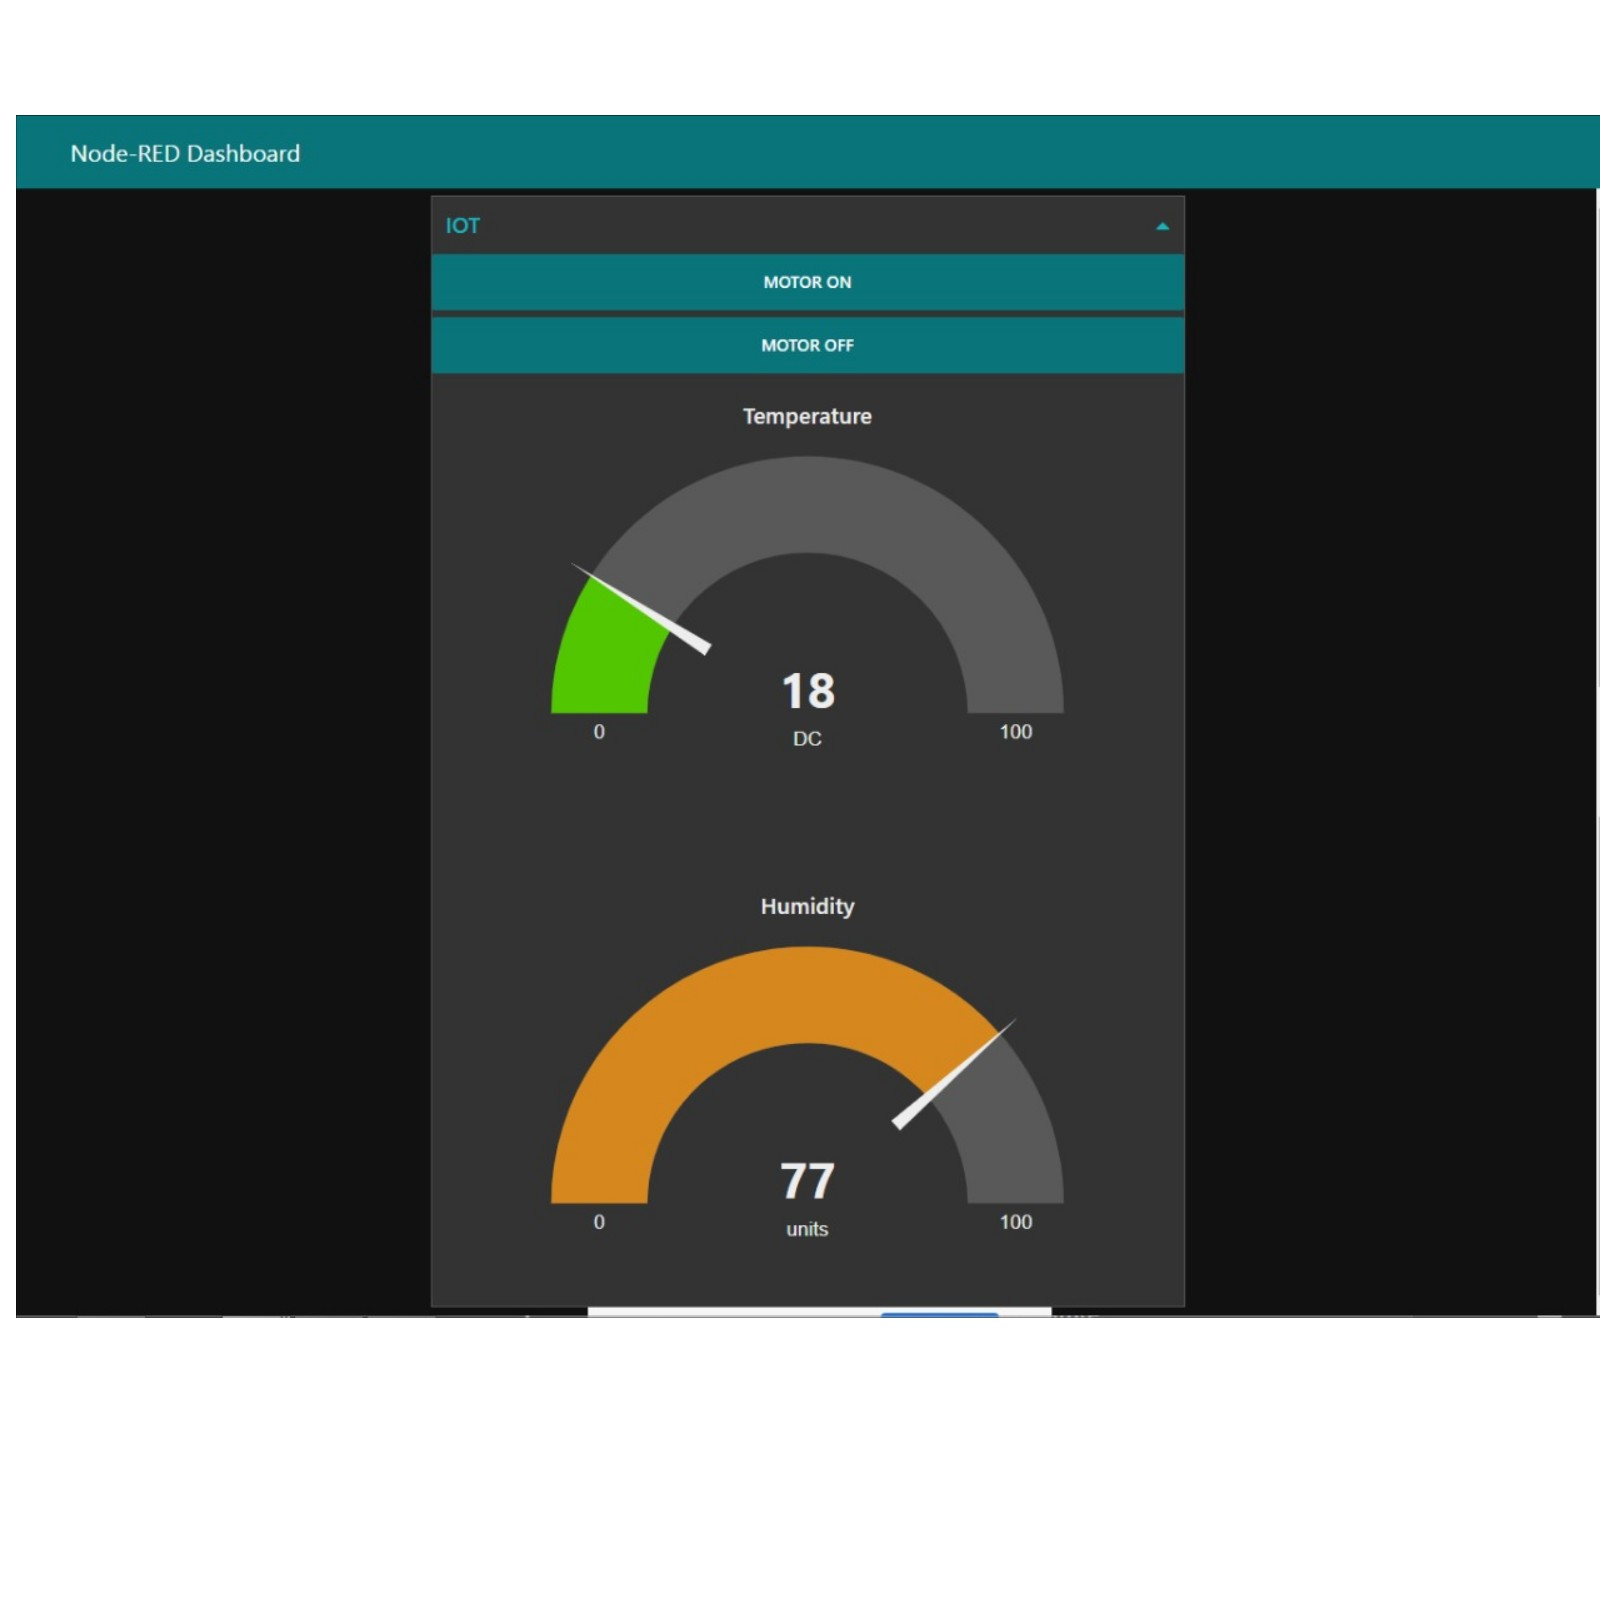 Node-RED Dashboard
IOT
MOTOR ON
MOTOR OFF
Temperature
18
DC
0
100
Humidity
77
units
0
100